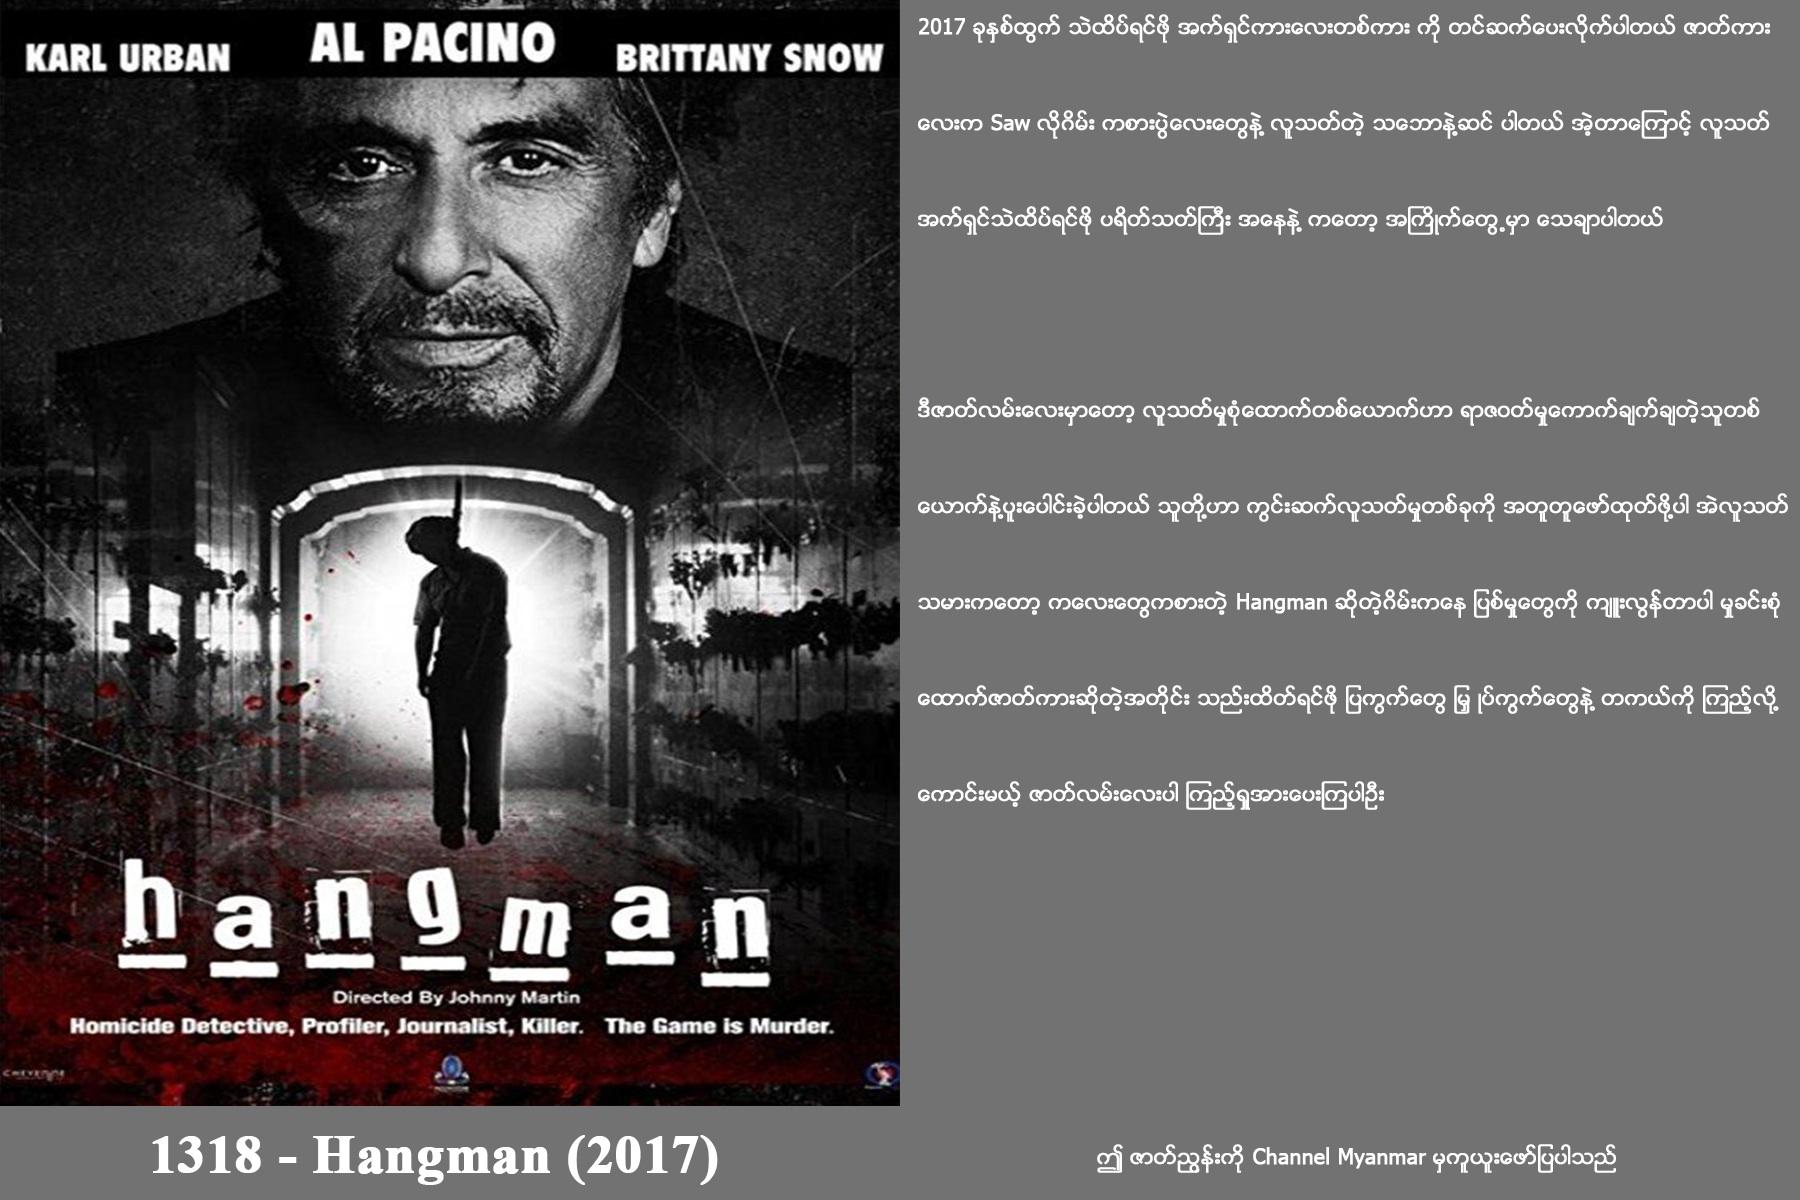 KARL URBAN AL PACINO BRITTANY SNOW
hangman
Directed By Johnny Martin
Homicide Detective, Profiler, Journalist, Killer. The Game is Murder.
CHEYENNE
1318 - Hangman (2017)
2017 ခုနှစ်ထွက် သဲထိပ်ရင်ဖို အက်ရှင်ကားလေးတစ်ကား ကို တင်ဆက်ပေးလိုက်ပါတယ် ဇာတ်ကား
လေးက Saw လိုဂိမ်း ကစားပွဲလေးတွေနဲ့ လူသတ်တဲ့ သဘောနဲ့ဆင် ပါတယ် အဲ့တာကြောင့် လူသတ်
အက်ရှင်သဲထိပ်ရင်ဖို ပရိတ်သတ်ကြီး အနေနဲ့ ကတော့ အကြိုက်တွေ့မှာ သေချာပါတယ်
ဒီဇာတ်လမ်းလေးမှာတော့ လူသတ်မှုစုံထောက်တစ်ယောက်ဟာ ရာဇဝတ်မှုကောက်ချက်ချတဲ့သူတစ်
ယောက်နဲ့ပူးပေါင်းခဲ့ပါတယ် သူတို့ဟာ ကွင်းဆက်လူသတ်မှုတစ်ခုကို အတူတူဖော်ထုတ်ဖို့ပါ အဲလူသတ်
သမားကတော့ ကလေးတွေကစားတဲ့ Hangman ဆိုတဲ့ဂိမ်းကနေ ပြစ်မှုတွေကို ကျူးလွန်တာပါ မှုခင်းစုံ
ထောက်ဇာတ်ကားဆိုတဲ့အတိုင်း သည်းထိတ်ရင်ဖို ပြကွက်တွေ မြှုပ်ကွက်တွေနဲ့ တကယ်ကို ကြည့်လို့
ကောင်းမယ့် ဇာတ်လမ်းလေးပါ ကြည့်ရှုအားပေးကြပါဦး
ဤ ဇာတ်ညွှန်းကို Channel Myanmar မှကူယူးဖော်ပြပါသည်